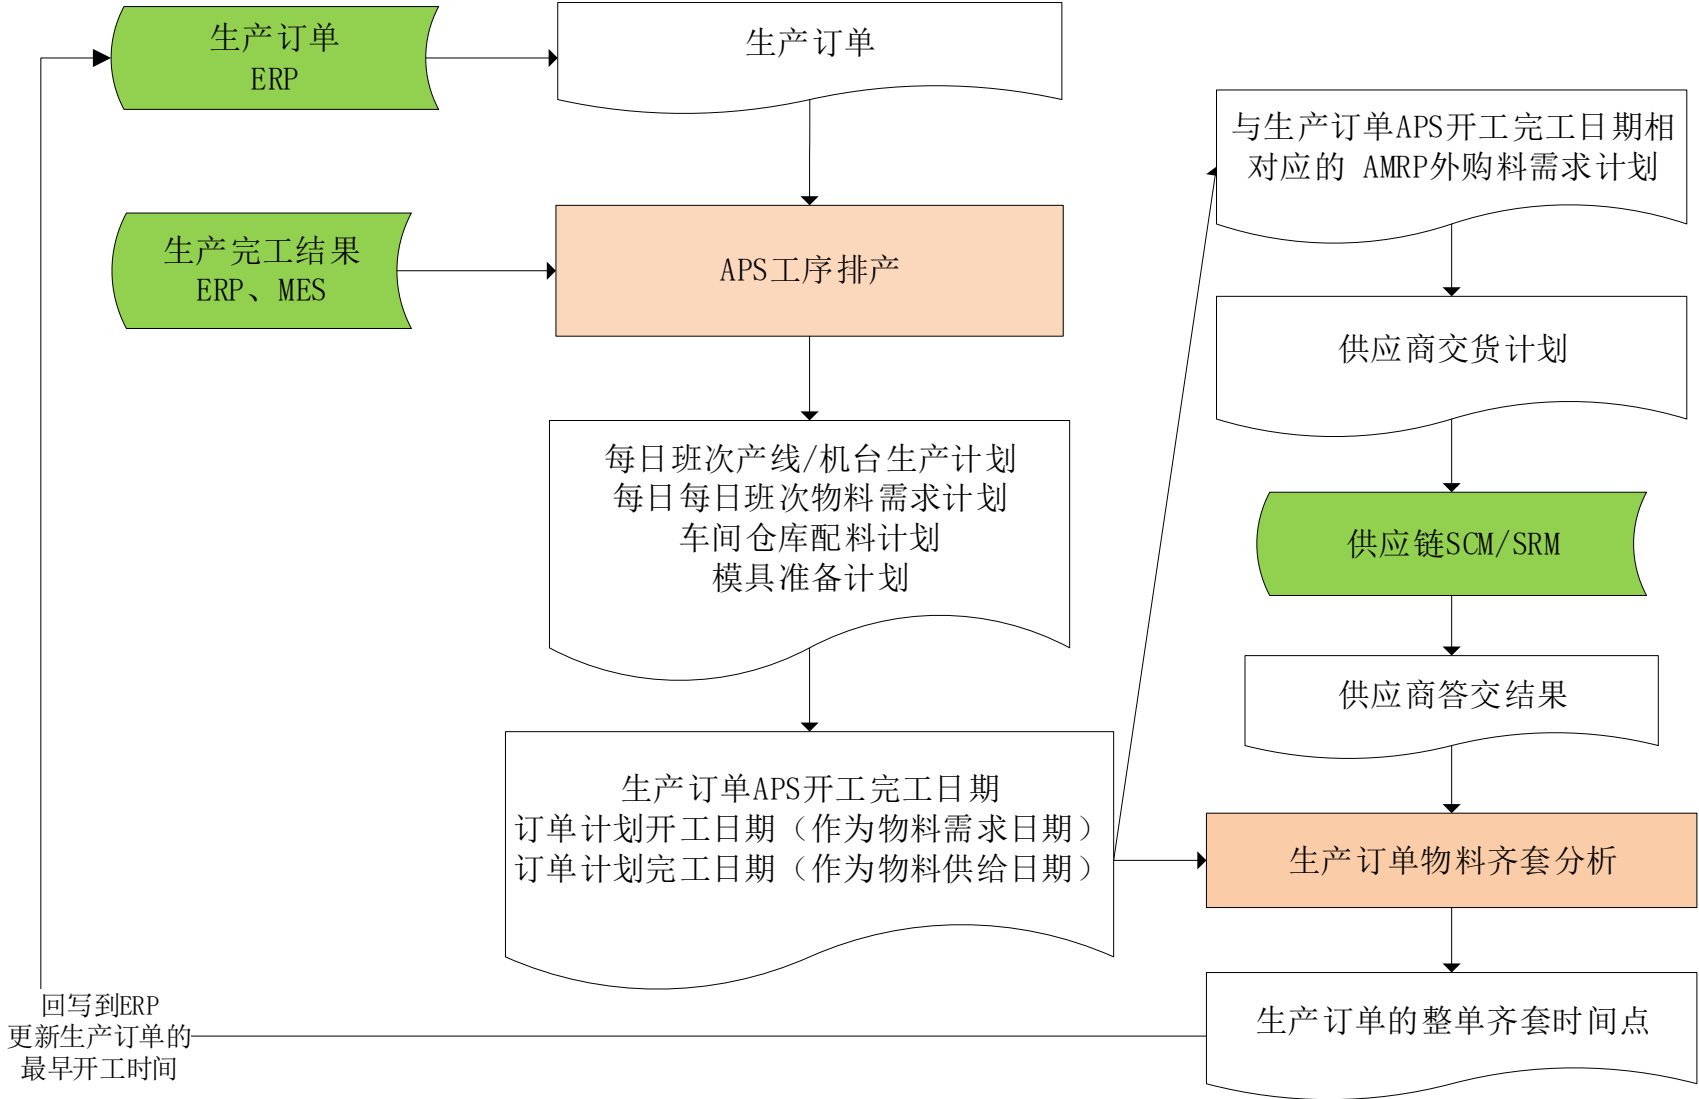 生产订单
ERP
生产订单
生产完工结果
ERP、MES
APS工序排产
每日班次产线/机台生产计划
每日每日班次物料需求计划
车间仓库配料计划
模具准备计划
生产订单APS开工完工日期
订单计划开工日期（作为物料需求日期）
订单计划完工日期（作为物料供给日期）
与生产订单APS开工完工日期相
对应的 AMRP外购料需求计划
供应商交货计划
供应链SCM/SRM
供应商答交结果
生产订单物料齐套分析
生产订单的整单齐套时间点
回写到ERP
更新生产订单的
最早开工时间